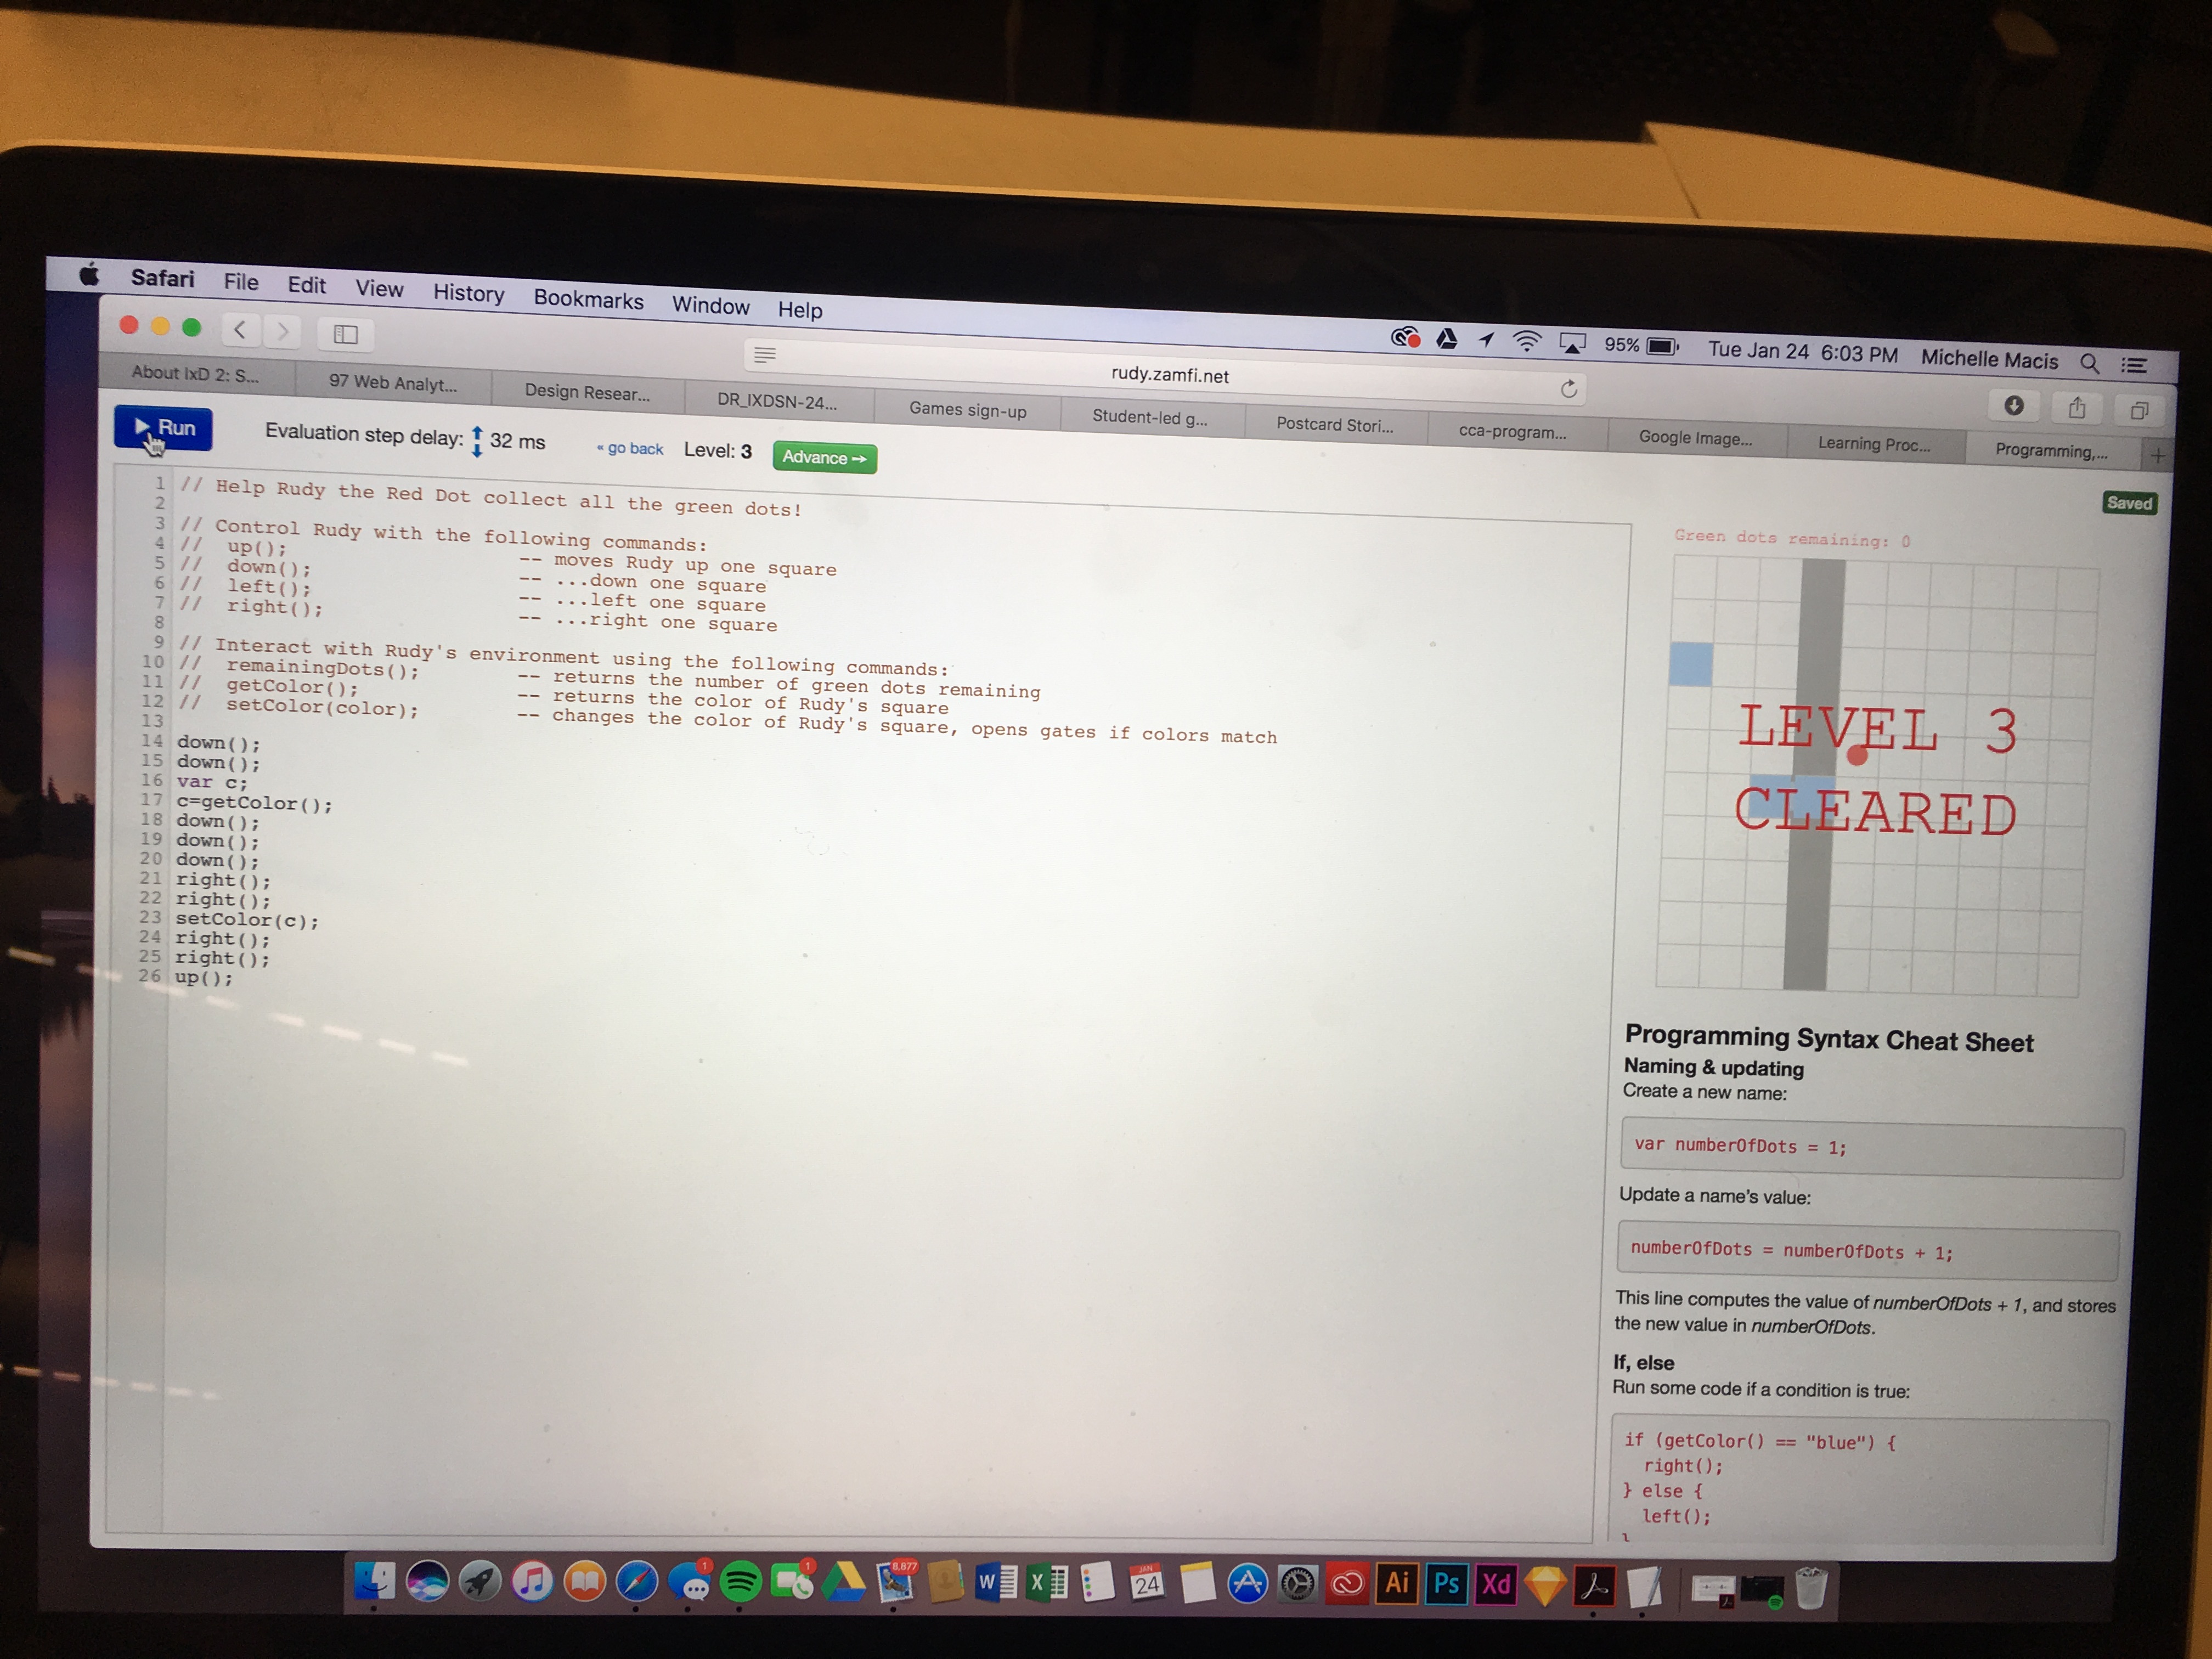 Safari File Edit View History Bookmarks Window Help
95% Tue Jan 24 6:03 PM Michelle Macis
rudy.zamfi.net
About IxD 2: S... 97 Web Analyt... Design Resear... DR_IXDSN-24... Games sign-up Student-led g... Postcard Stori... cca-program... Google Image... Learning Proc... Programming,...
Run Evaluation step delay: 32 ms « go back Level: 3 Advance →
Saved
1 // Help Rudy the Red Dot collect all the green dots!
2
3 // Control Rudy with the following commands:
4 // up(); -- moves Rudy up one square
5 // down(); -- ...down one square
6 // left(); -- ...left one square
7 // right(); -- ...right one square
8
9 // Interact with Rudy's environment using the following commands:
10 // remainingDots(); -- returns the number of green dots remaining
11 // getColor(); -- returns the color of Rudy's square
12 // setColor(color); -- changes the color of Rudy's square, opens gates if colors match
13
14 down();
15 down();
16 var c;
17 c=getColor();
18 down();
19 down();
20 down();
21 right();
22 right();
23 setColor(c);
24 right();
25 right();
26 up();
Green dots remaining: 0
LEVEL 3
CLEARED
Programming Syntax Cheat Sheet
Naming & updating
Create a new name:
var numberOfDots = 1;
Update a name's value:
numberOfDots = numberOfDots + 1;
This line computes the value of numberOfDots + 1, and stores
the new value in numberOfDots.
If, else
Run some code if a condition is true:
if (getColor() == "blue") {
right();
} else {
left();
}
1 1 8,877 W X JAN 24 Ai Ps Xd